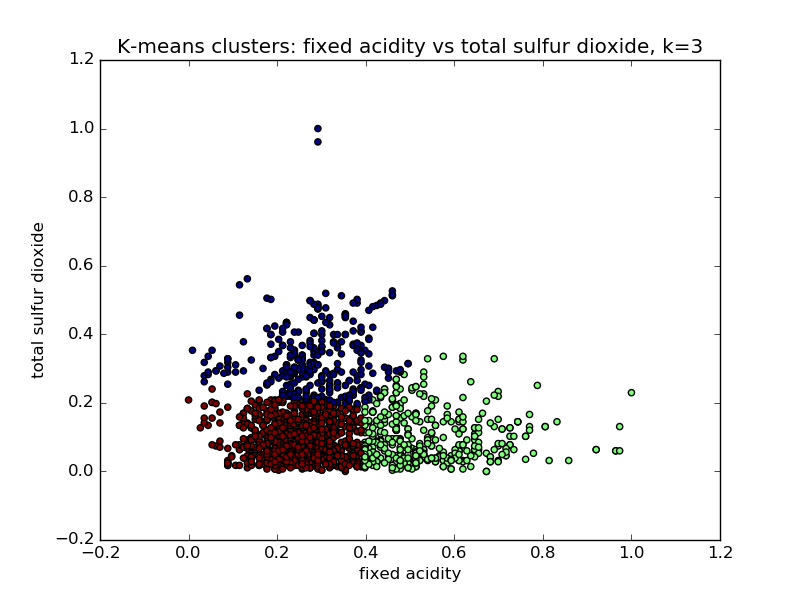 K-means clusters: fixed acidity vs total sulfur dioxide, k=3
1.2
1.0
0.8
0.6
0.4
0.2
0.0
−0.2
total sulfur dioxide
−0.2 0.0 0.2 0.4 0.6 0.8 1.0 1.2
fixed acidity